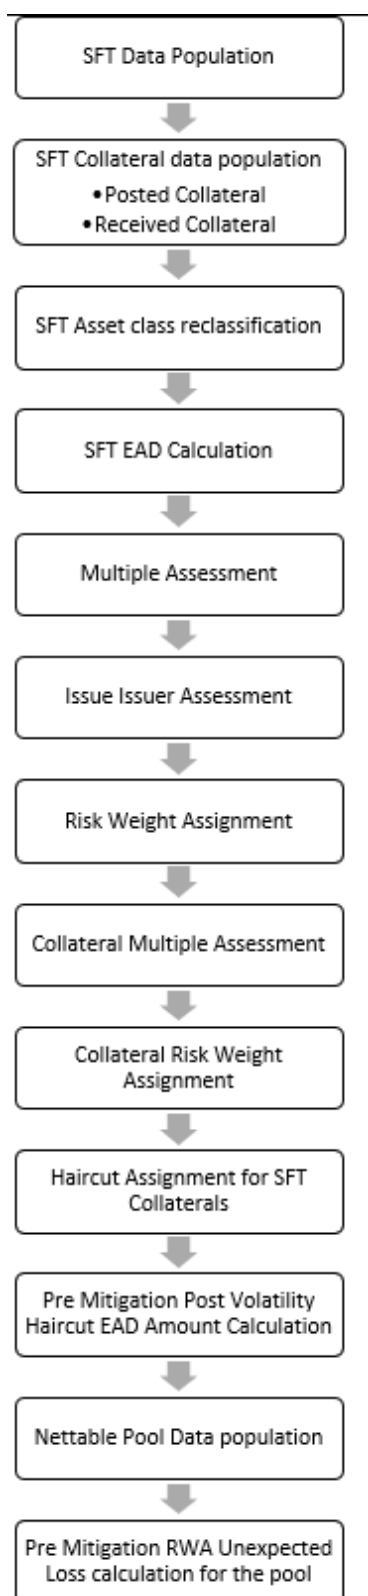 SFT Data Population
SFT Collateral data population
•Posted Collateral
•Received Collateral
SFT Asset class reclassification
SFT EAD Calculation
Multiple Assessment
Issue Issuer Assessment
Risk Weight Assignment
Collateral Multiple Assessment
Collateral Risk Weight
Assignment
Haircut Assignment for SFT
Collaterals
Pre Mitigation Post Volatility
Haircut EAD Amount Calculation
Nettable Pool Data population
Pre Mitigation RWA Unexpected
Loss calculation for the pool